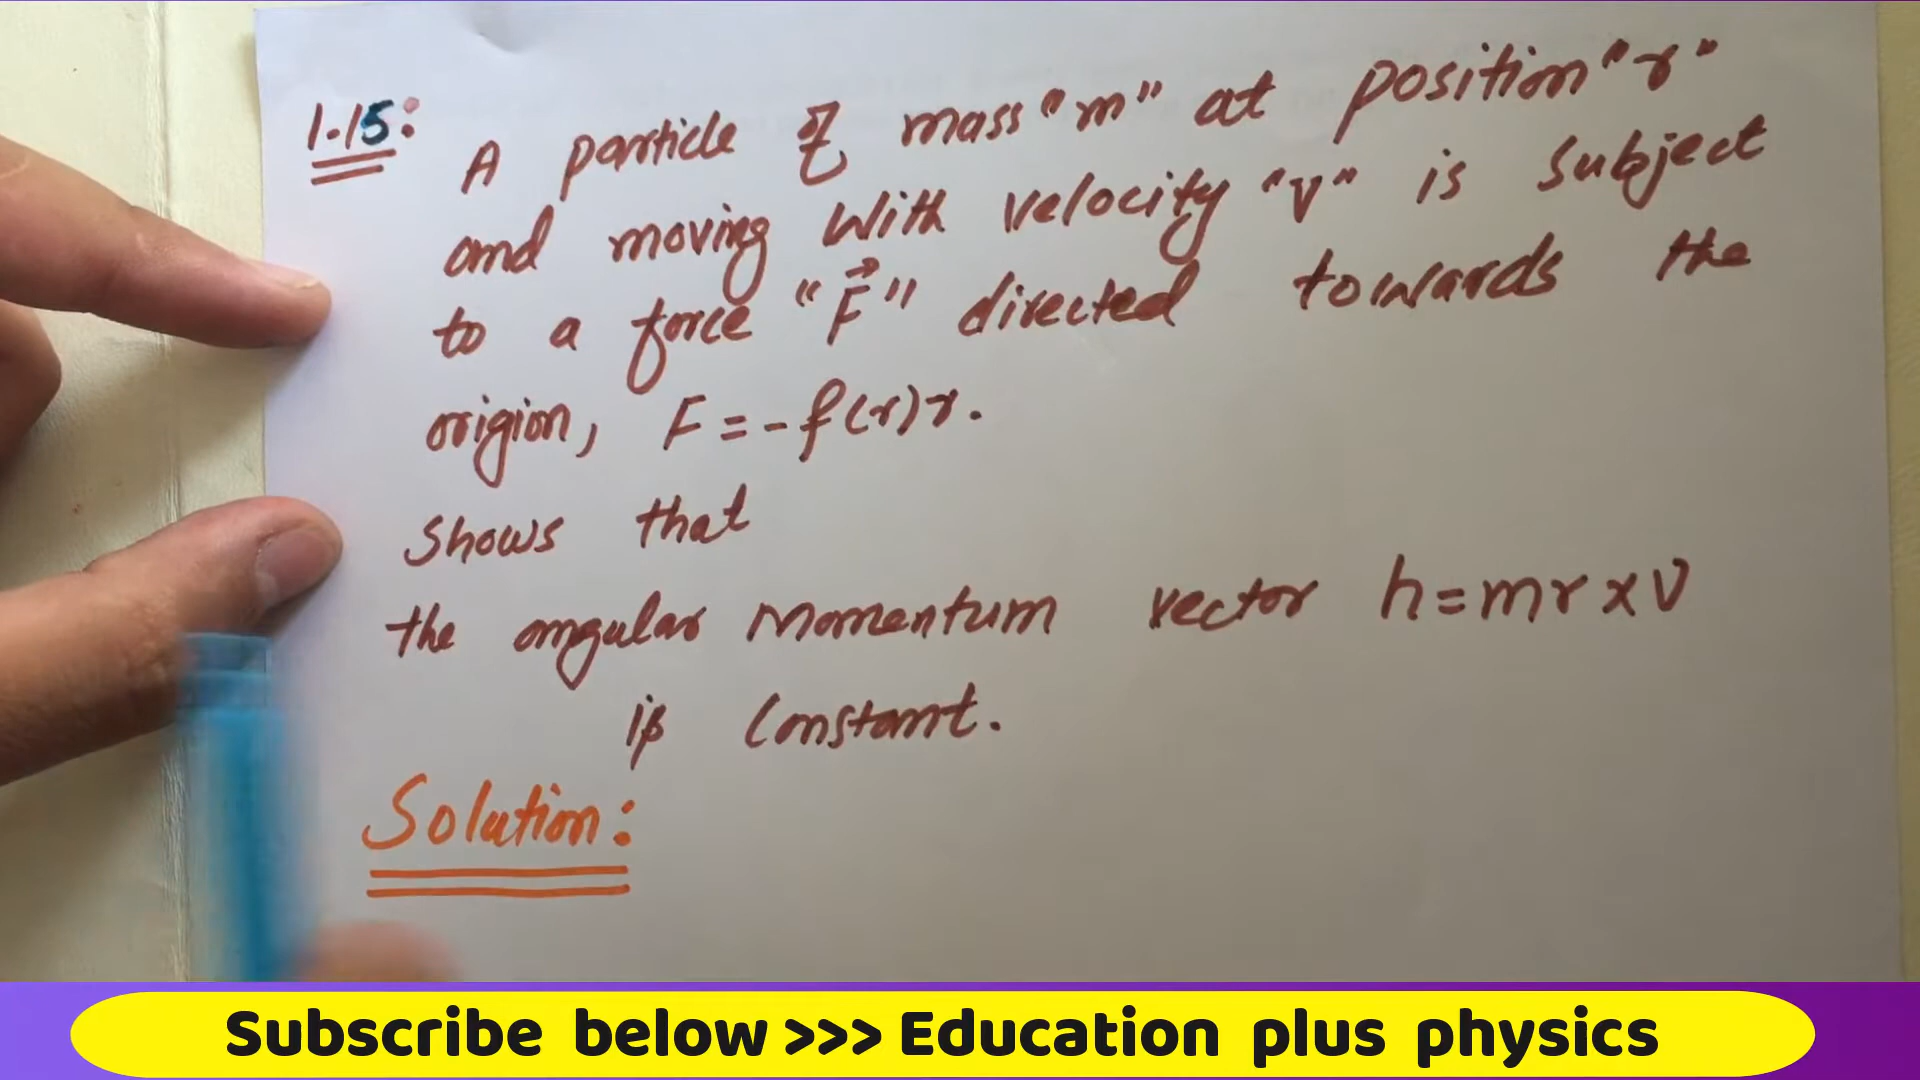 1.15: A particle of mass "m" at position "r"
and moving with velocity "v" is subject
to a force "F⃗" directed towards the
origion, F = -f(r)r.
Shows that
the angular Momentum vector h=mr×v
is Constant.
Solution:
Subscribe below >>> Education plus physics